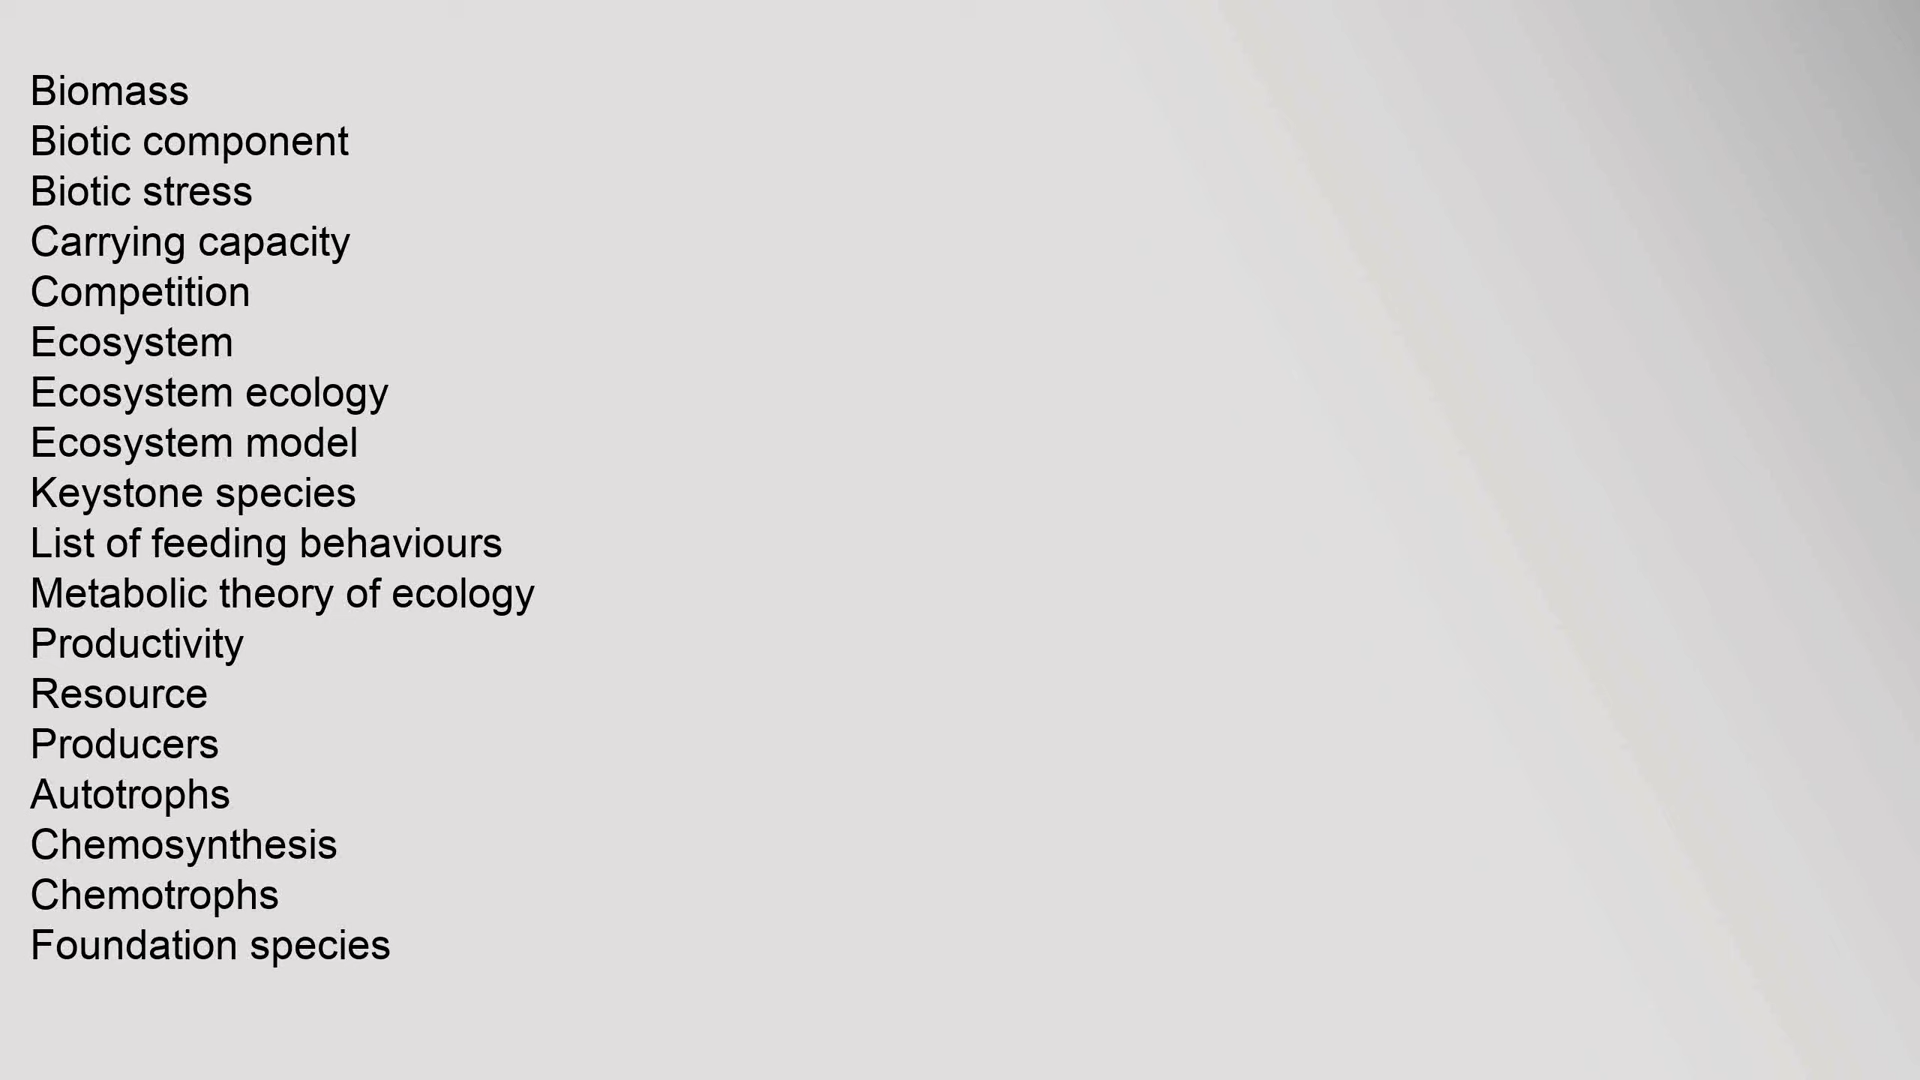 Biomass
Biotic component
Biotic stress
Carrying capacity
Competition
Ecosystem
Ecosystem ecology
Ecosystem model
Keystone species
List of feeding behaviours
Metabolic theory of ecology
Productivity
Resource
Producers
Autotrophs
Chemosynthesis
Chemotrophs
Foundation species